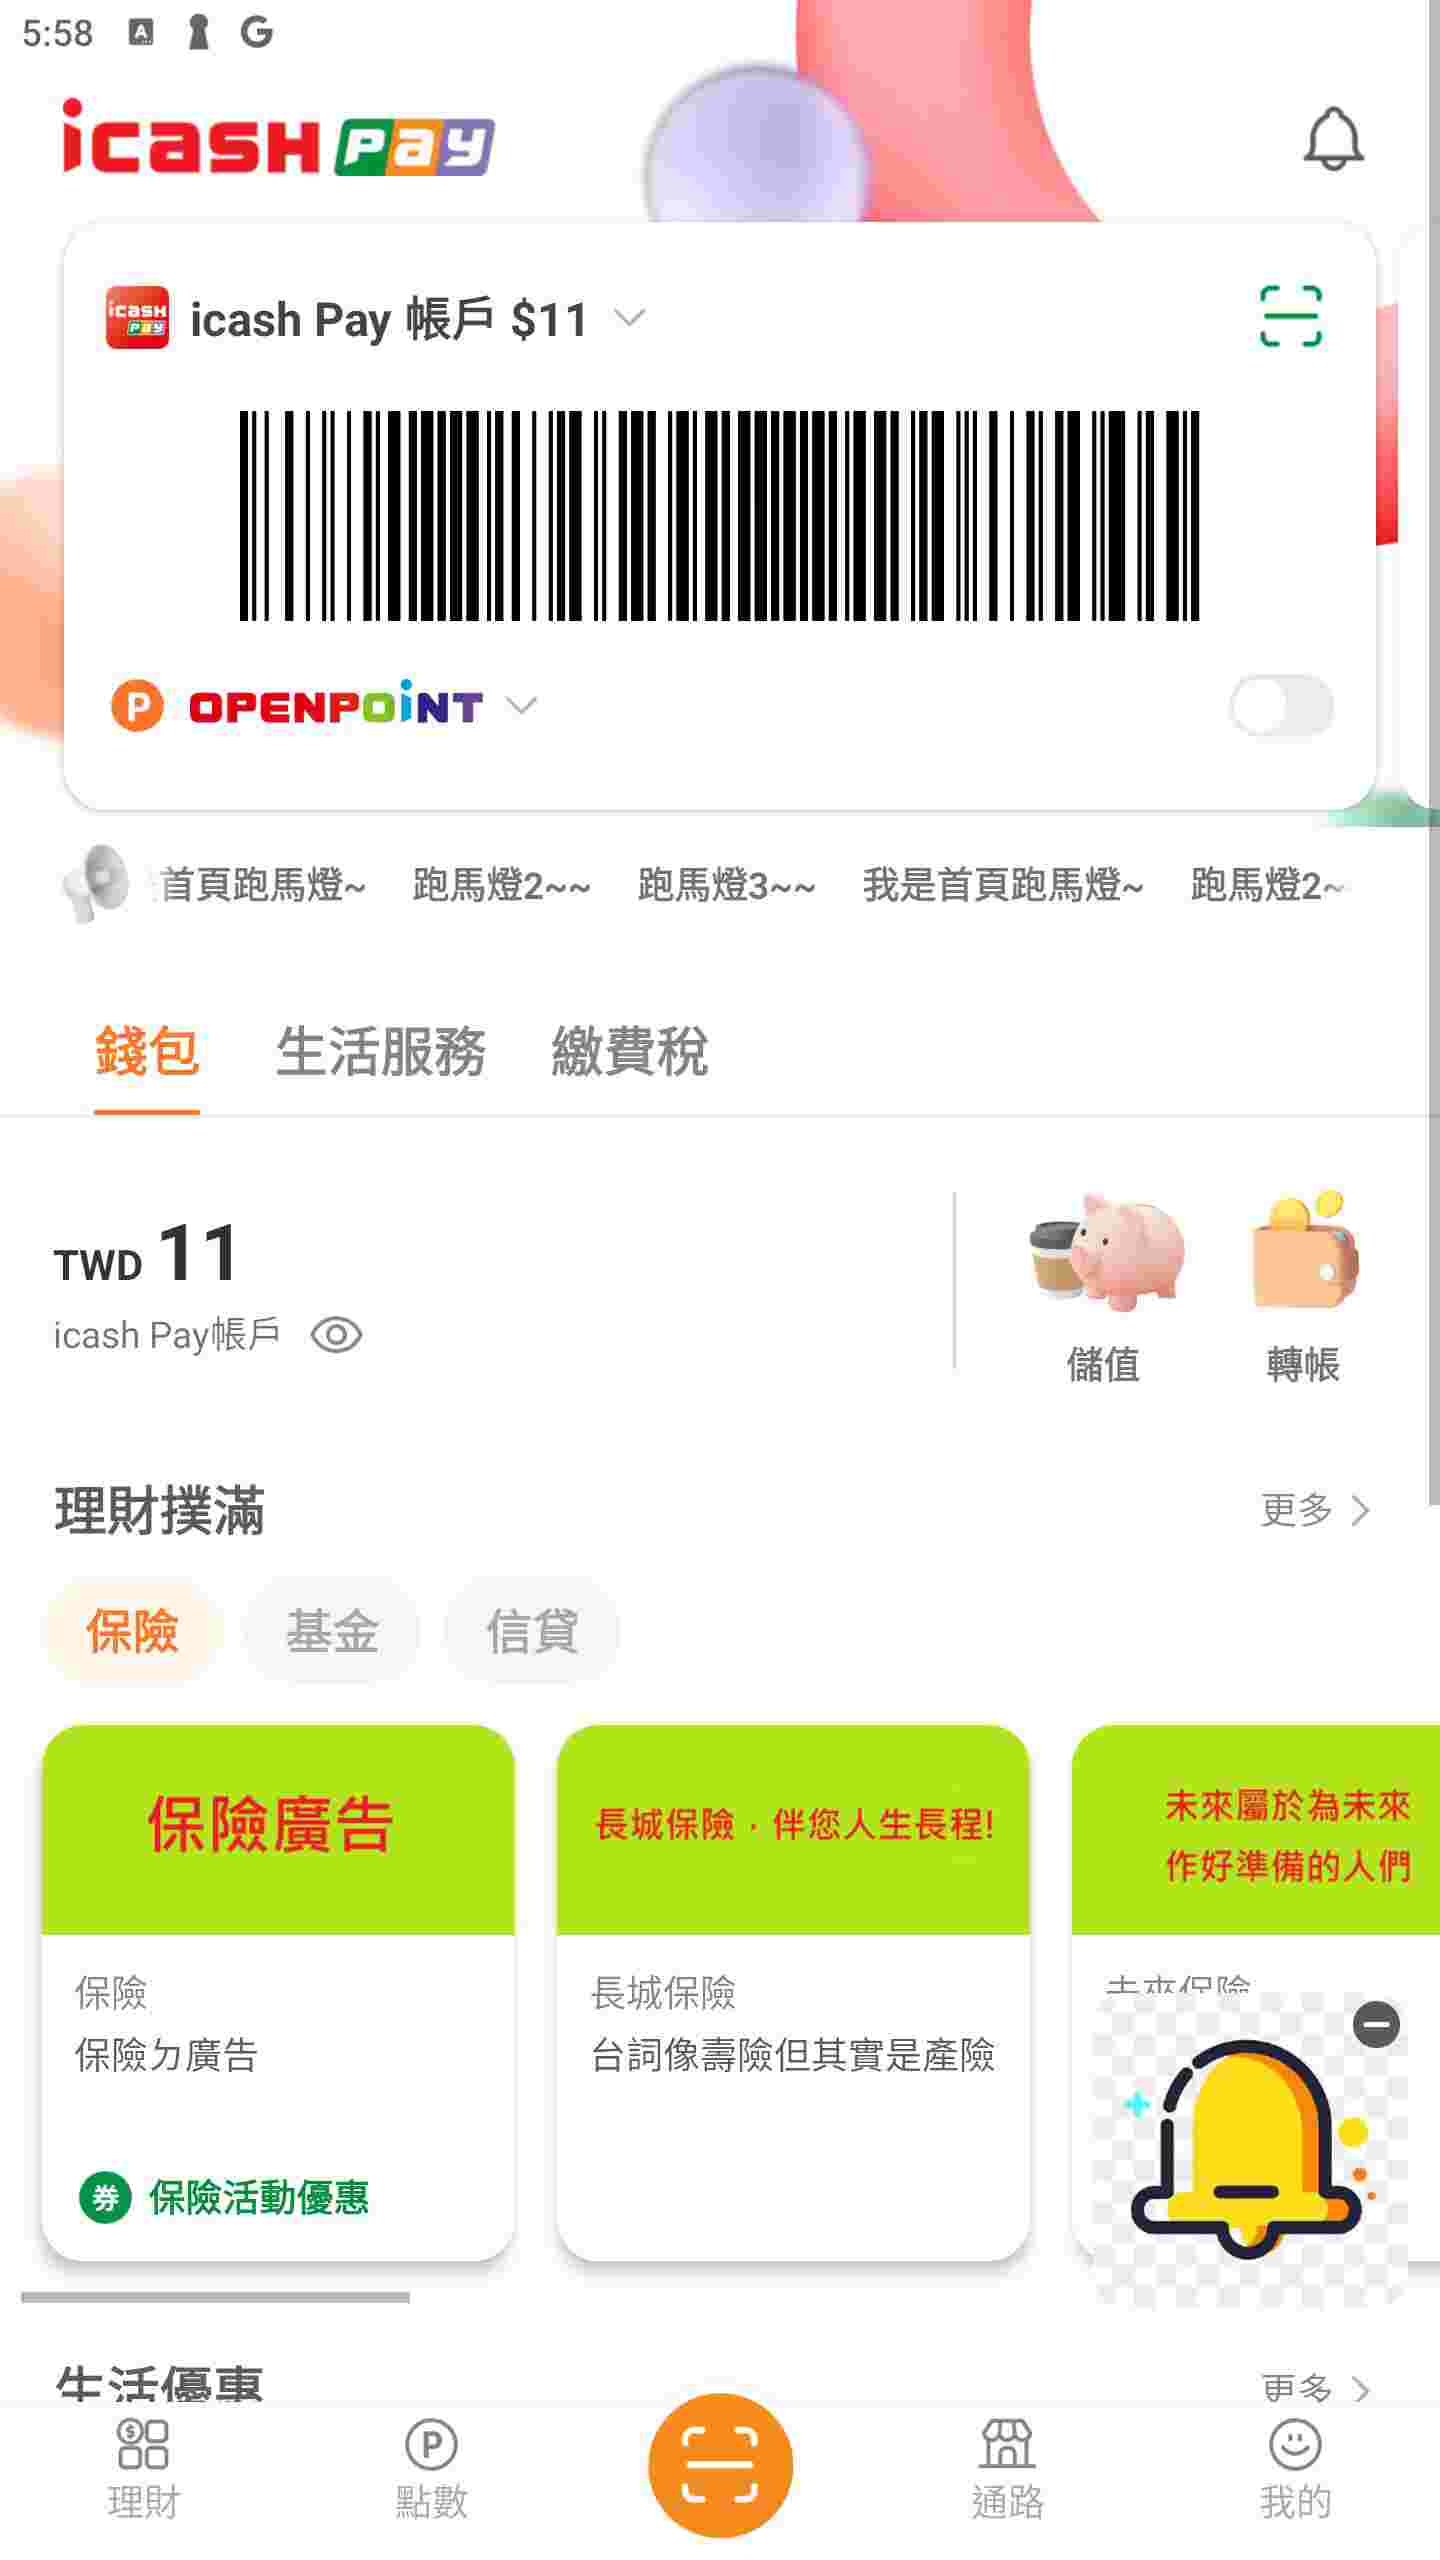 5:58
icash Pay
icash Pay 帳戶 $11
OPENPOINT
首頁跑馬燈~ 跑馬燈2~~ 跑馬燈3~~ 我是首頁跑馬燈~ 跑馬燈2~
錢包 生活服務 繳費稅
TWD 11
icash Pay帳戶
儲值 轉帳
理財撲滿 更多
保險 基金 信貸
保險廣告
保險
保險ㄉ廣告
券 保險活動優惠
長城保險，伴您人生長程!
長城保險
台詞像壽險但其實是產險
未來屬於為未來
作好準備的人們
未來保險
生活優惠 更多
理財 點數 通路 我的